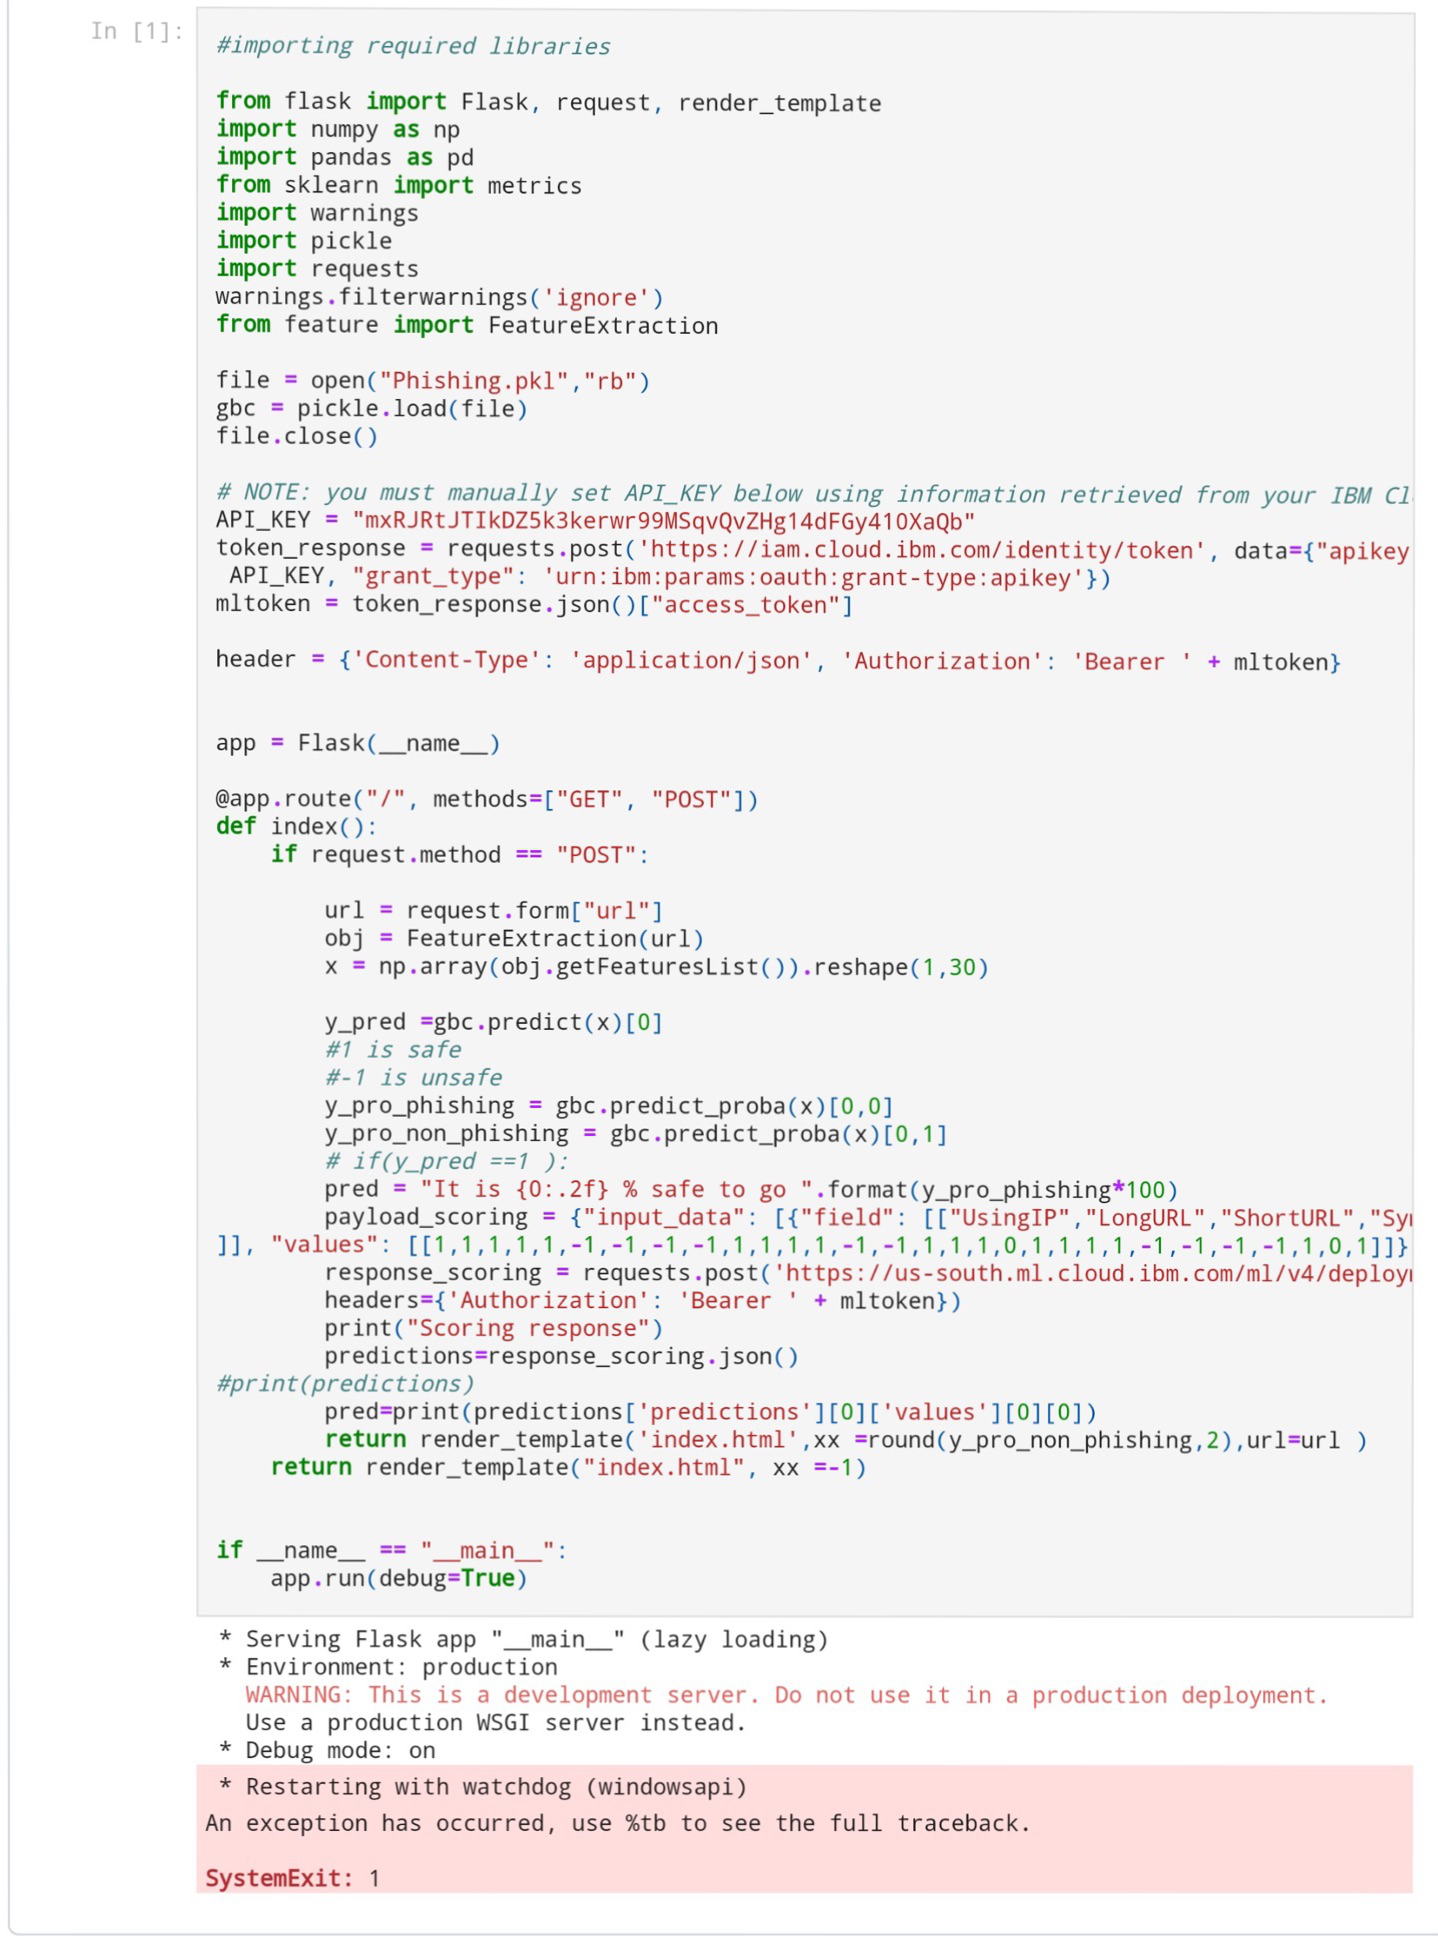 In [1]:
#importing required libraries
from flask import Flask, request, render_template
import numpy as np
import pandas as pd
from sklearn import metrics
import warnings
import pickle
import requests
warnings.filterwarnings('ignore')
from feature import FeatureExtraction
file = open("Phishing.pkl","rb")
gbc = pickle.load(file)
file.close()
# NOTE: you must manually set API_KEY below using information retrieved from your IBM Cl
API_KEY = "mxRJRtJTIkDZ5k3kerwr99MSqvQvZHg14dFGy410XaQb"
token_response = requests.post('https://iam.cloud.ibm.com/identity/token', data={"apikey
API_KEY, "grant_type": 'urn:ibm:params:oauth:grant-type:apikey'})
mltoken = token_response.json()["access_token"]
header = {'Content-Type': 'application/json', 'Authorization': 'Bearer ' + mltoken}
app = Flask(__name__)
@app.route("/", methods=["GET", "POST"])
def index():
    if request.method == "POST":
        url = request.form["url"]
        obj = FeatureExtraction(url)
        x = np.array(obj.getFeaturesList()).reshape(1,30)
        y_pred =gbc.predict(x)[0]
        #1 is safe
        #-1 is unsafe
        y_pro_phishing = gbc.predict_proba(x)[0,0]
        y_pro_non_phishing = gbc.predict_proba(x)[0,1]
        # if(y_pred ==1 ):
        pred = "It is {0:.2f} % safe to go ".format(y_pro_phishing*100)
        payload_scoring = {"input_data": [{"field": [["UsingIP","LongURL","ShortURL","Sy
]], "values": [[1,1,1,1,1,-1,-1,-1,-1,1,1,1,1,-1,-1,1,1,1,0,1,1,1,1,-1,-1,-1,-1,1,0,1]]}
        response_scoring = requests.post('https://us-south.ml.cloud.ibm.com/ml/v4/deploy
        headers={'Authorization': 'Bearer ' + mltoken})
        print("Scoring response")
        predictions=response_scoring.json()
#print(predictions)
        pred=print(predictions['predictions'][0]['values'][0][0])
        return render_template('index.html',xx =round(y_pro_non_phishing,2),url=url )
    return render_template("index.html", xx =-1)
if __name__ == "__main__":
    app.run(debug=True)
* Serving Flask app "__main__" (lazy loading)
* Environment: production
WARNING: This is a development server. Do not use it in a production deployment.
Use a production WSGI server instead.
* Debug mode: on
* Restarting with watchdog (windowsapi)
An exception has occurred, use %tb to see the full traceback.
SystemExit: 1